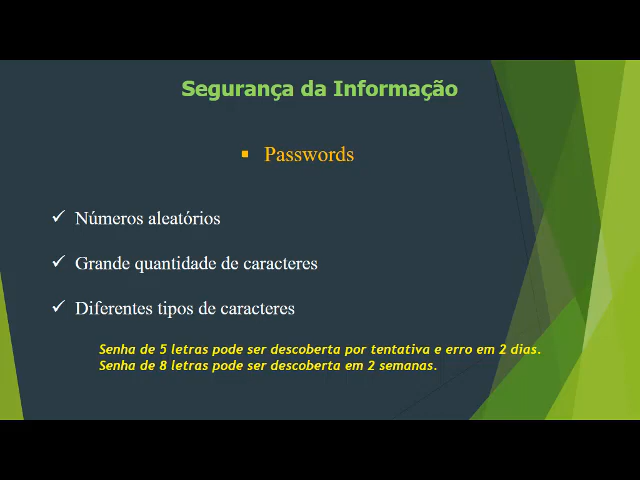 Segurança da Informação
▪ Passwords
✓ Números aleatórios
✓ Grande quantidade de caracteres
✓ Diferentes tipos de caracteres
Senha de 5 letras pode ser descoberta por tentativa e erro em 2 dias.
Senha de 8 letras pode ser descoberta em 2 semanas.